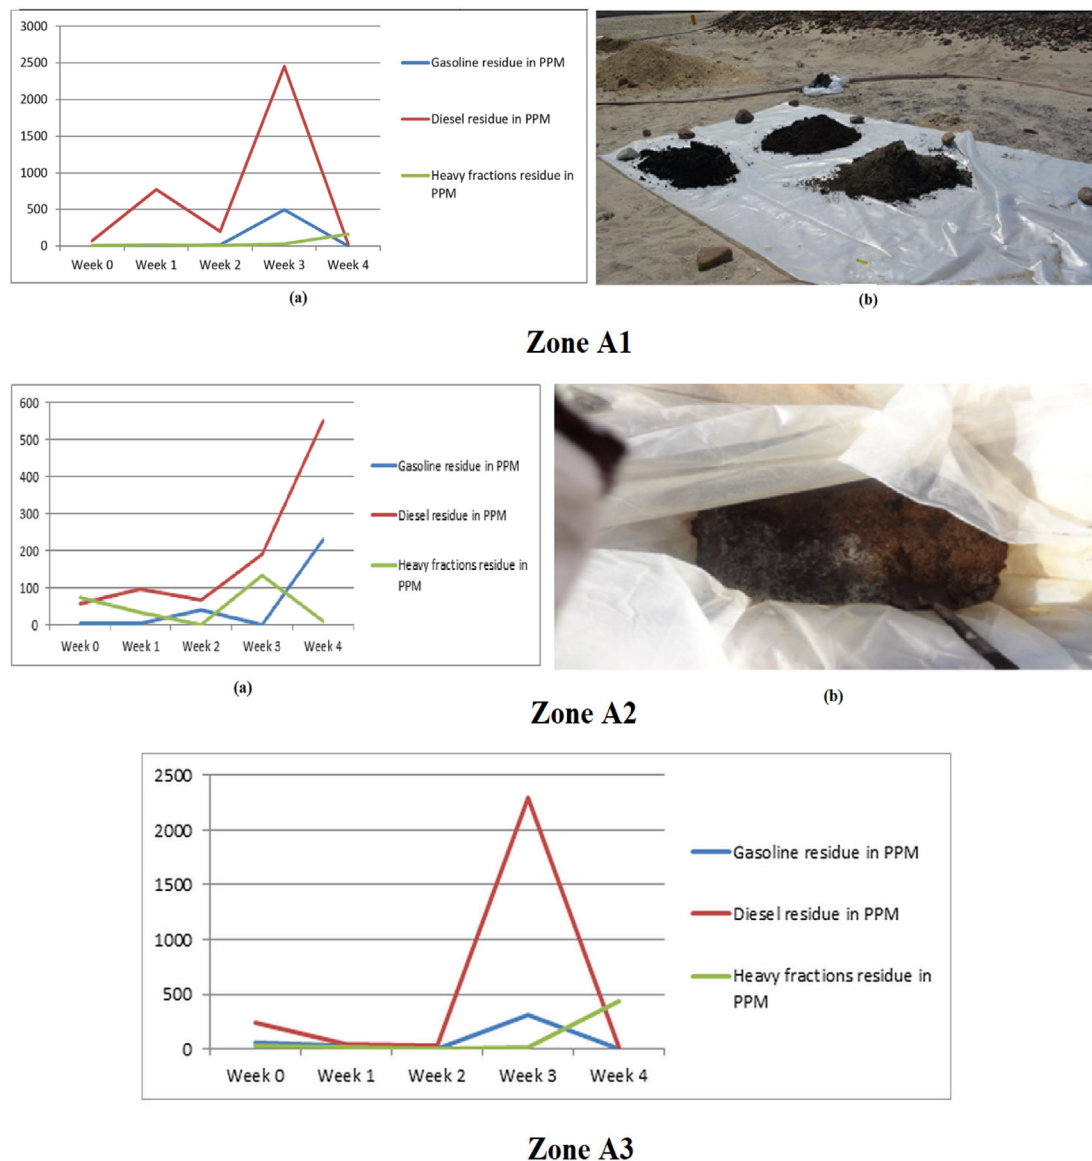 3000
2500
2000
1500
1000
500
0
Week 0 Week 1 Week 2 Week 3 Week 4
Gasoline residue in PPM
Diesel residue in PPM
Heavy fractions residue in
PPM
(a)
(b)
Zone A1
600
500
400
300
200
100
0
Week 0 Week 1 Week 2 Week 3 Week 4
Gasoline residue in PPM
Diesel residue in PPM
Heavy fractions residue in
PPM
(a)
(b)
Zone A2
2500
2000
1500
1000
500
0
Week 0 Week 1 Week 2 Week 3 Week 4
Gasoline residue in PPM
Diesel residue in PPM
Heavy fractions residue in
PPM
Zone A3